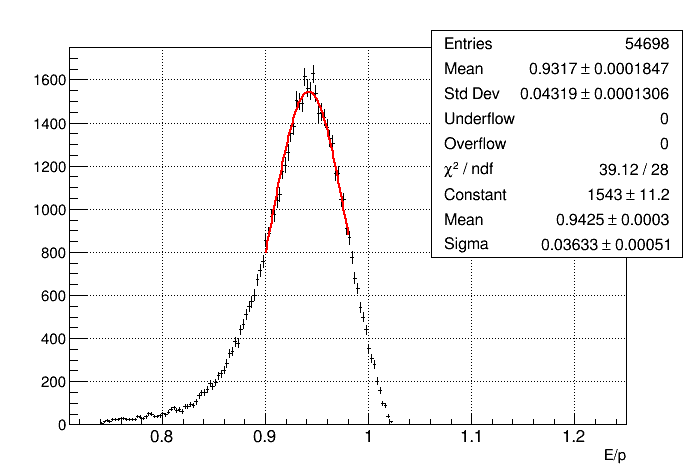 Entries 54698
Mean 0.9317 ± 0.0001847
Std Dev 0.04319 ± 0.0001306
Underflow 0
Overflow 0
χ² / ndf 39.12 / 28
Constant 1543 ± 11.2
Mean 0.9425 ± 0.0003
Sigma 0.03633 ± 0.00051
1600
1400
1200
1000
800
600
400
200
0
0.8 0.9 1 1.1 1.2
E/p